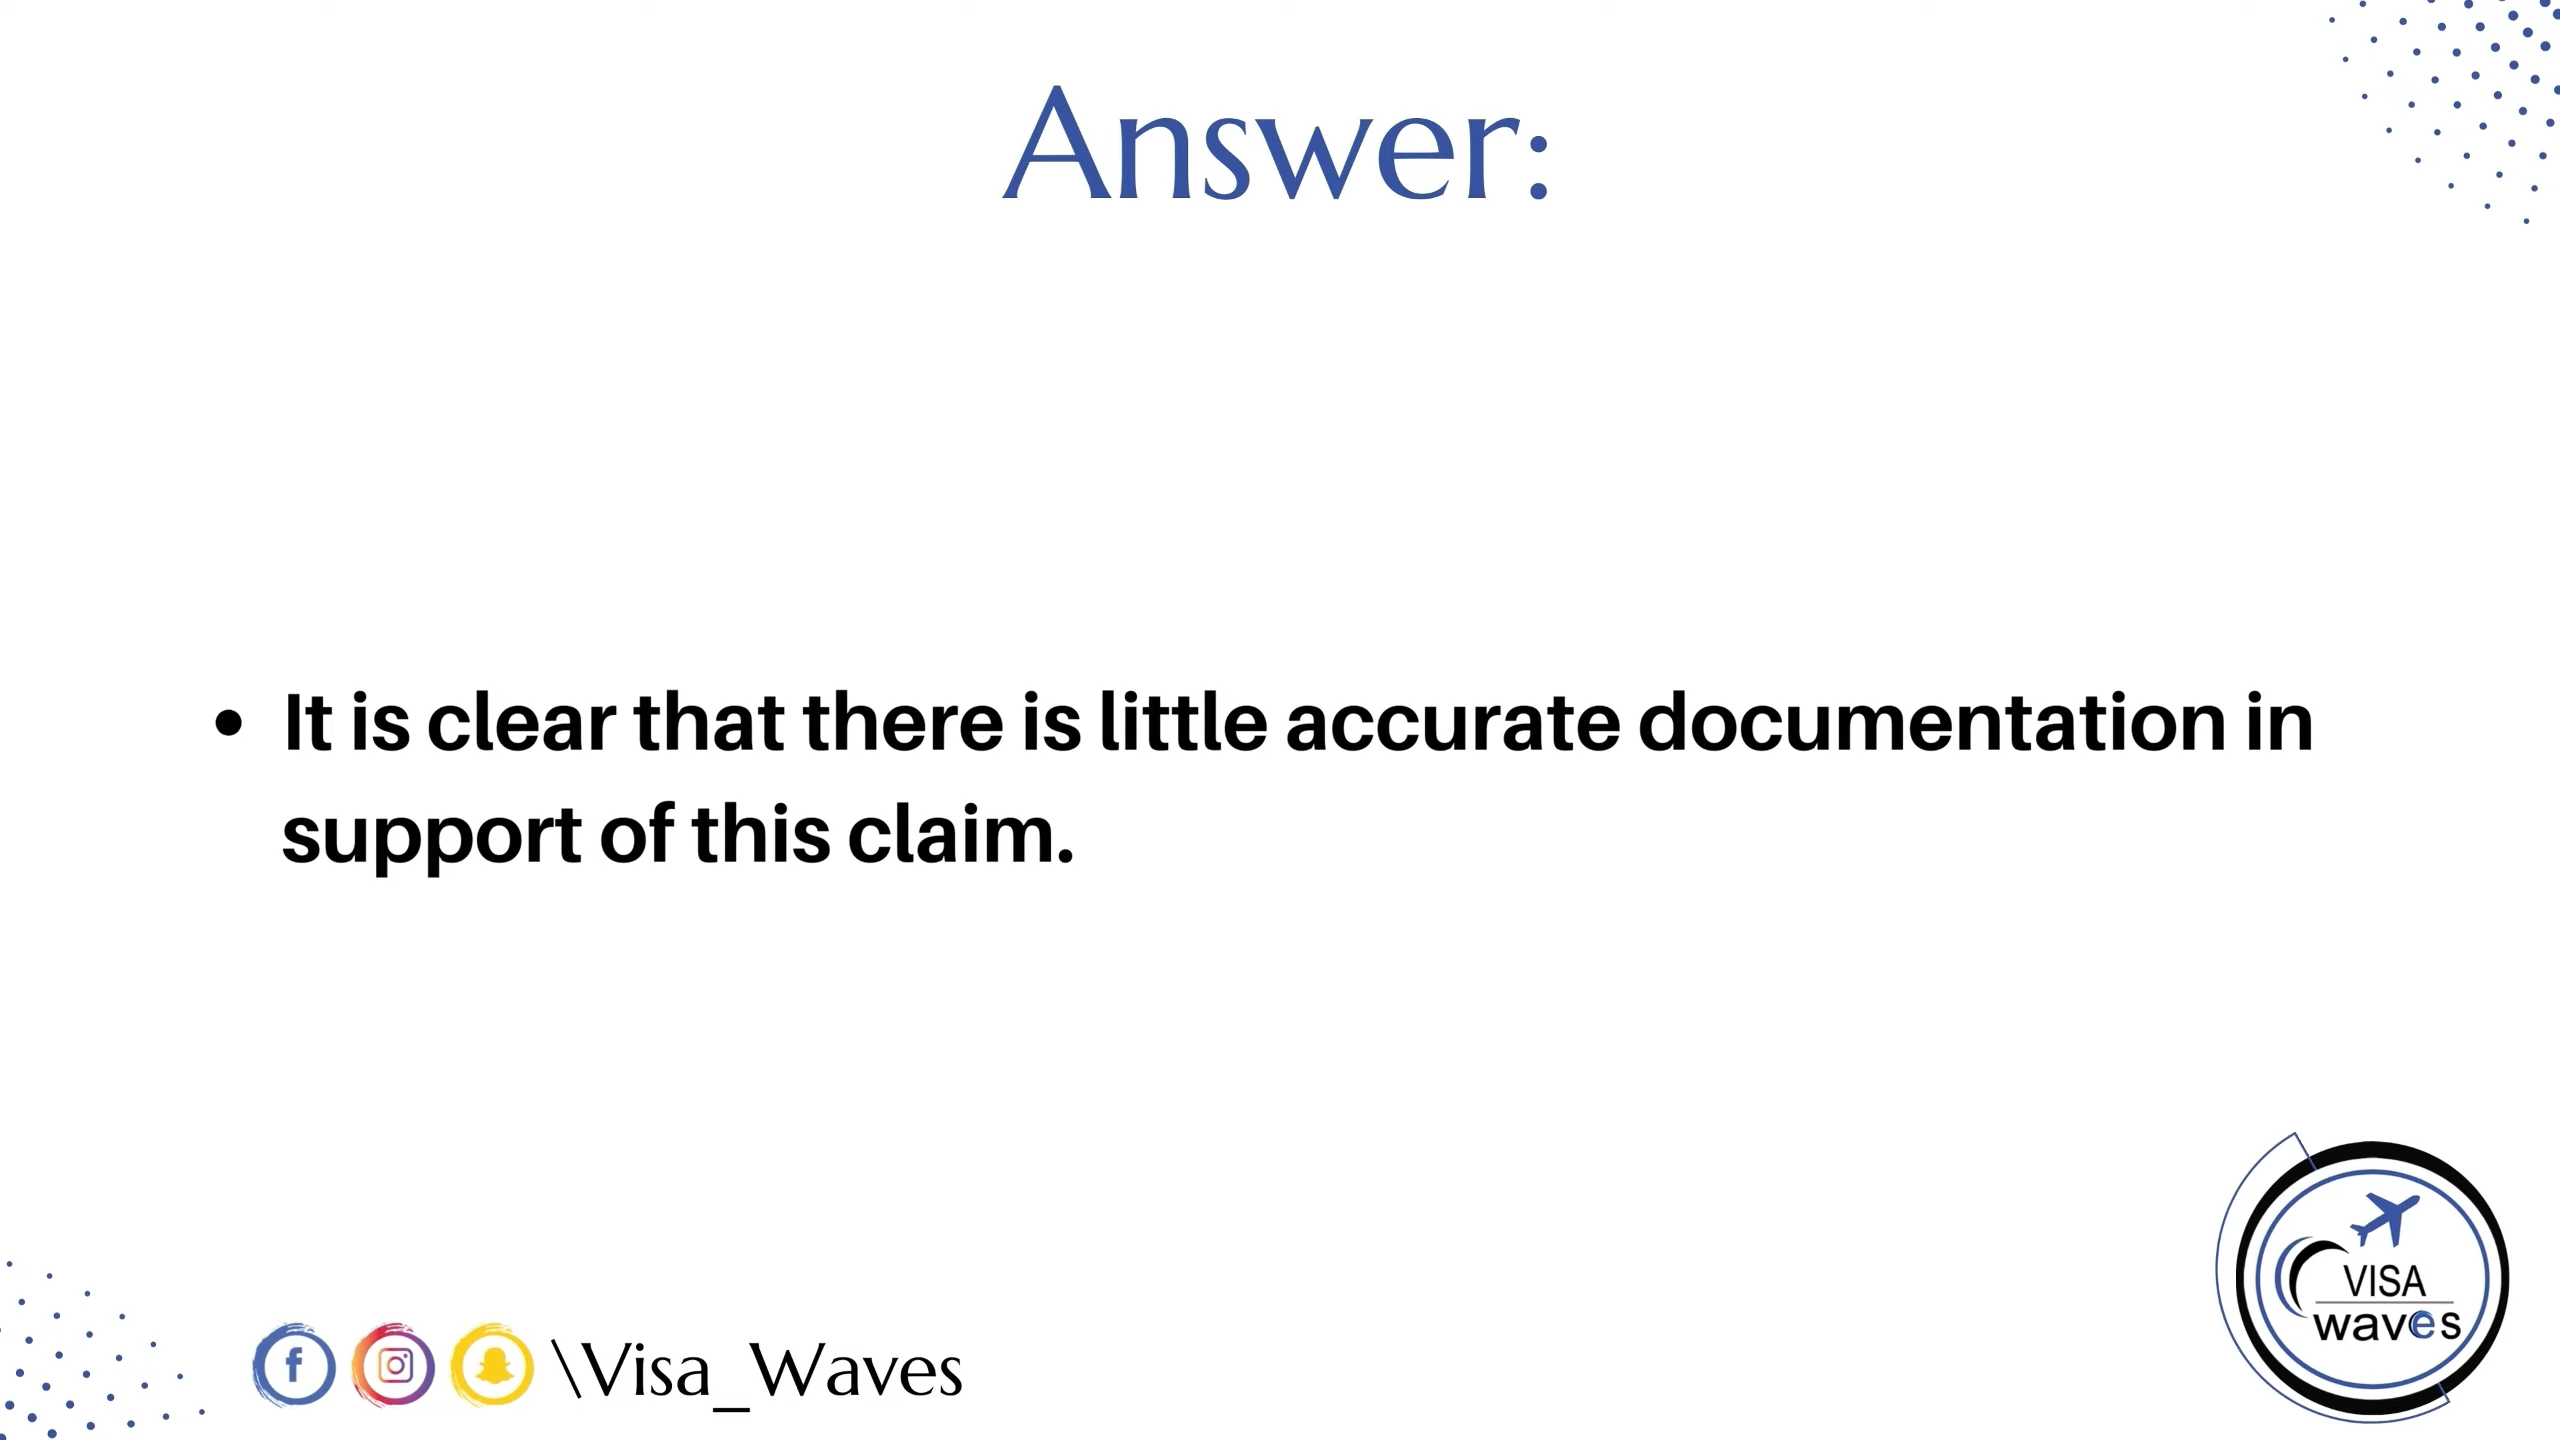 Answer:
• It is clear that there is little accurate documentation in
support of this claim.
\Visa_Waves
VISA
waves